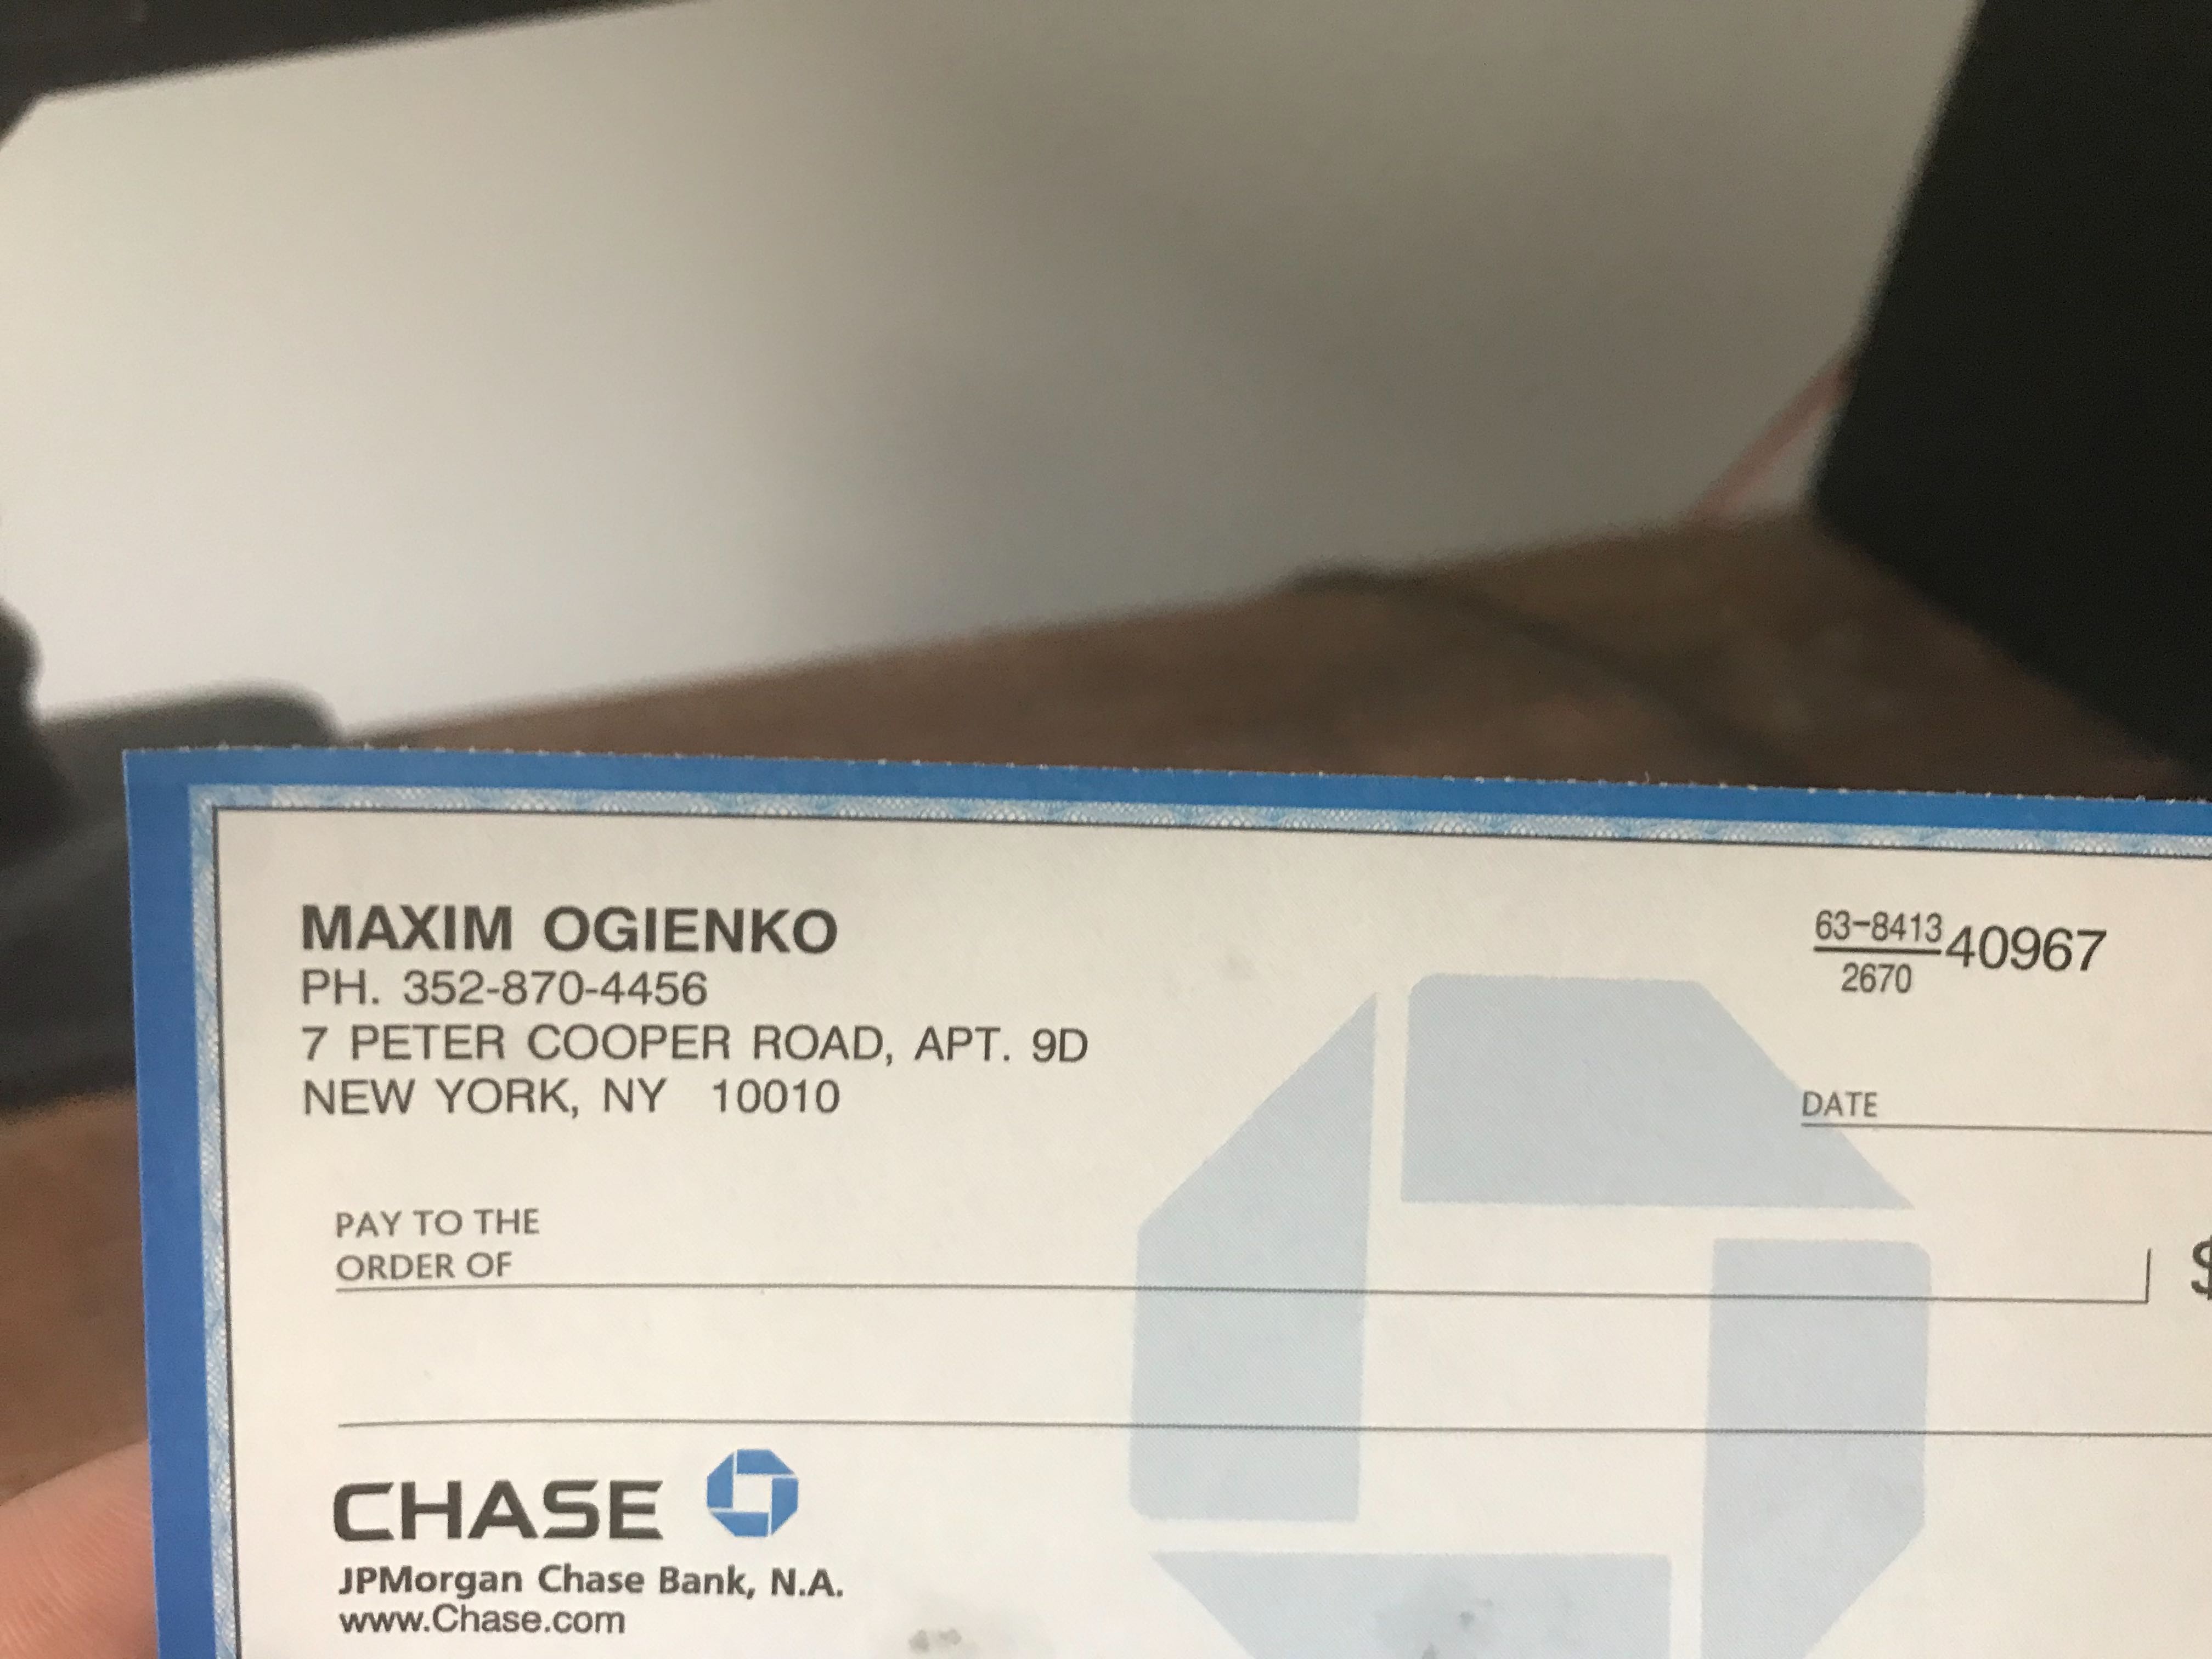 MAXIM OGIENKO
PH. 352-870-4456
7 PETER COOPER ROAD, APT. 9D
NEW YORK, NY 10010
63-8413
2670
40967
DATE
PAY TO THE
ORDER OF
$
CHASE
JPMorgan Chase Bank, N.A.
www.Chase.com